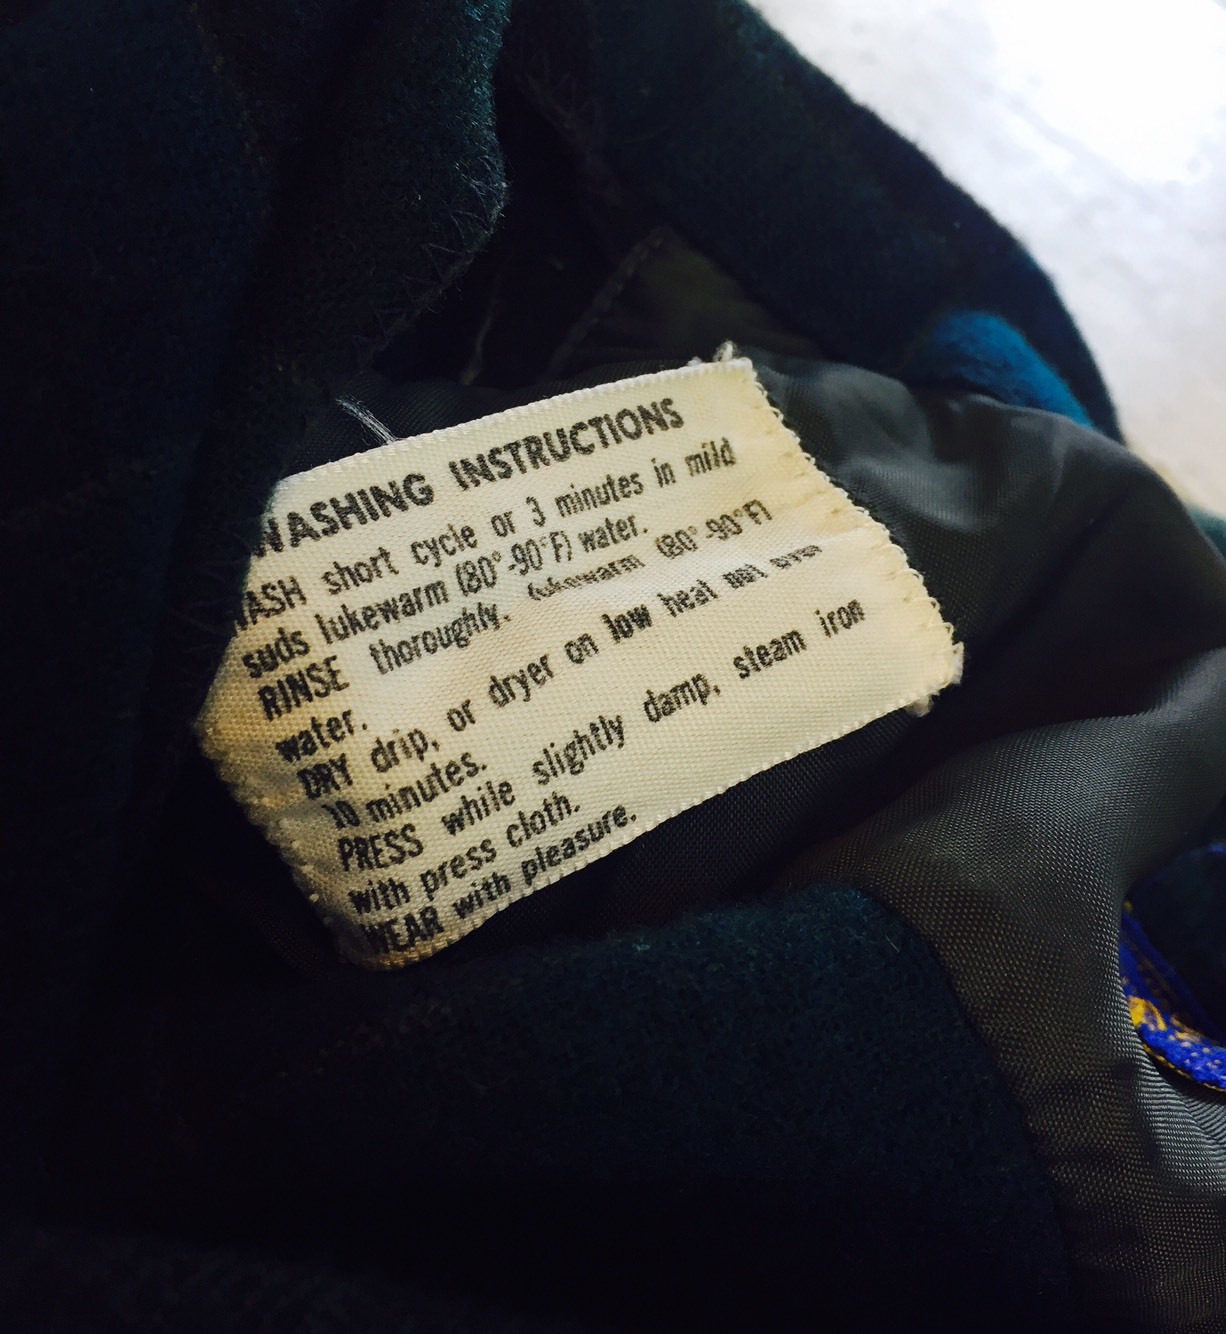 WASHING INSTRUCTIONS
WASH short cycle or 3 minutes in mild
suds lukewarm (80°-90°F) water.
RINSE thoroughly. lukewarm (80°-90°F)
water.
DRY drip, or dryer on low heat not over
10 minutes.
PRESS while slightly damp, steam iron
with press cloth.
WEAR with pleasure.